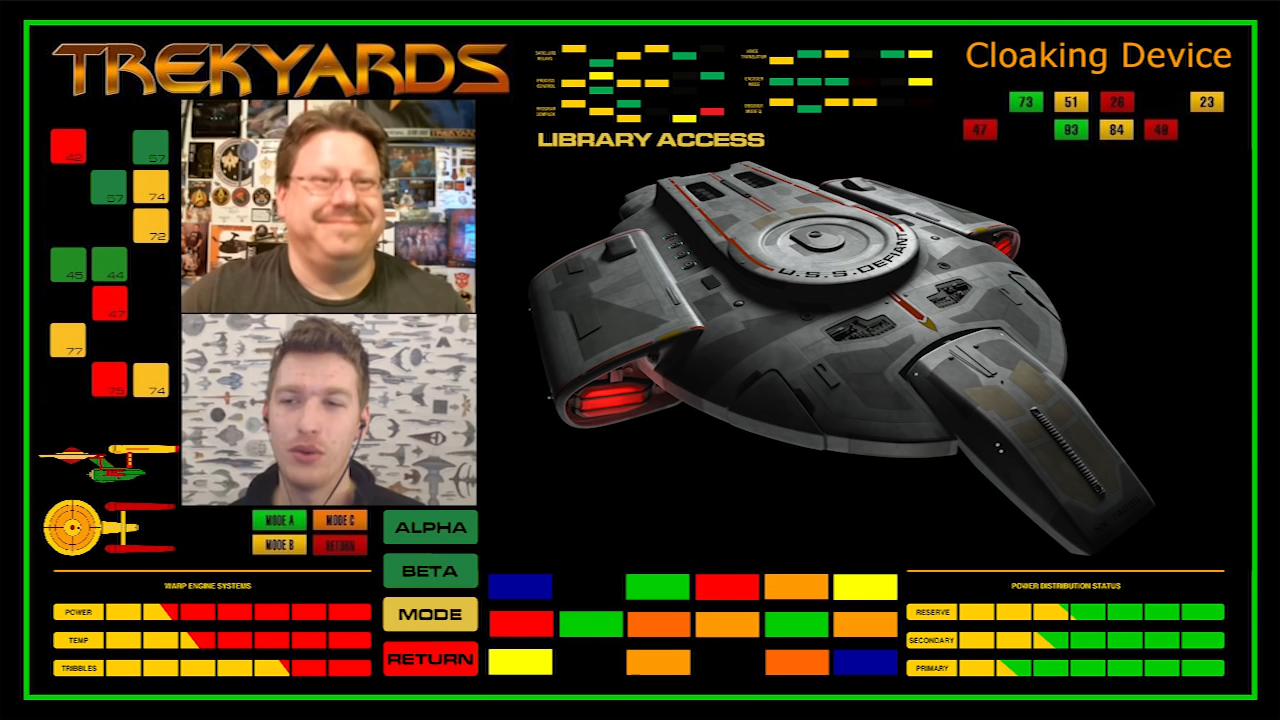 TREKYARDS
LIBRARY ACCESS
Cloaking Device
73 51 26 23
47 93 84 49
42 57
57 74
72
45 44
47
77
75 74
U.S.S. DEFIANT
MODE A MODE C
MODE B RETURN
ALPHA
BETA
MODE
RETURN
WARP ENGINE SYSTEMS
POWER
TEMP
TRIBBLES
POWER DISTRIBUTION STATUS
RESERVE
SECONDARY
PRIMARY